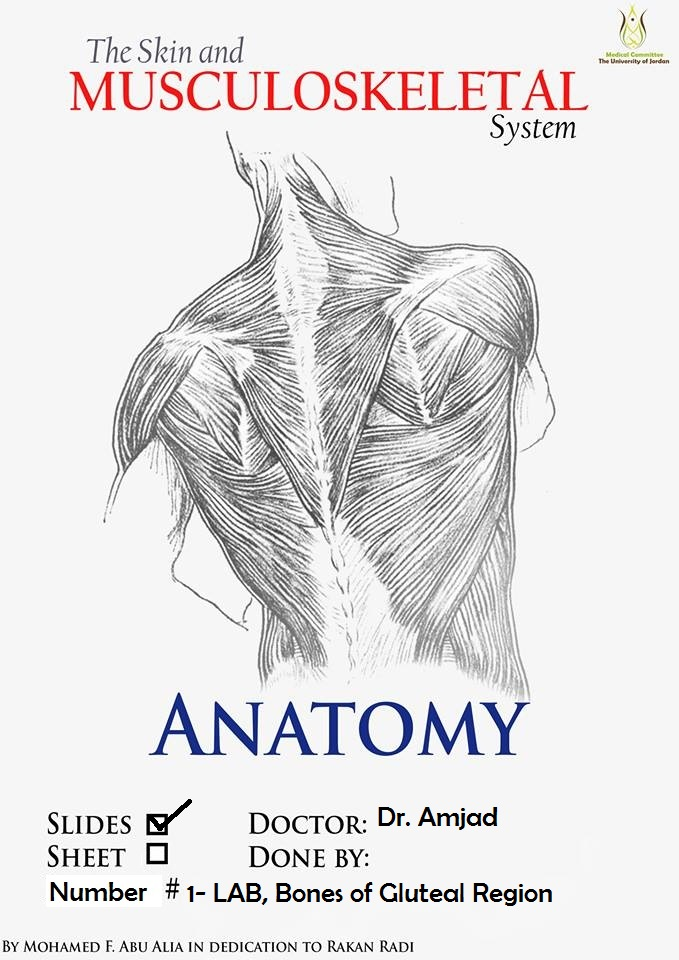 The Skin and
MUSCULOSKELETAL
System
Medical Committee
The University of Jordan
ANATOMY
SLIDES
DOCTOR: Dr. Amjad
SHEET
DONE BY:
Number # 1- LAB, Bones of Gluteal Region
BY MOHAMED F. ABU ALIA IN DEDICATION TO RAKAN RADI